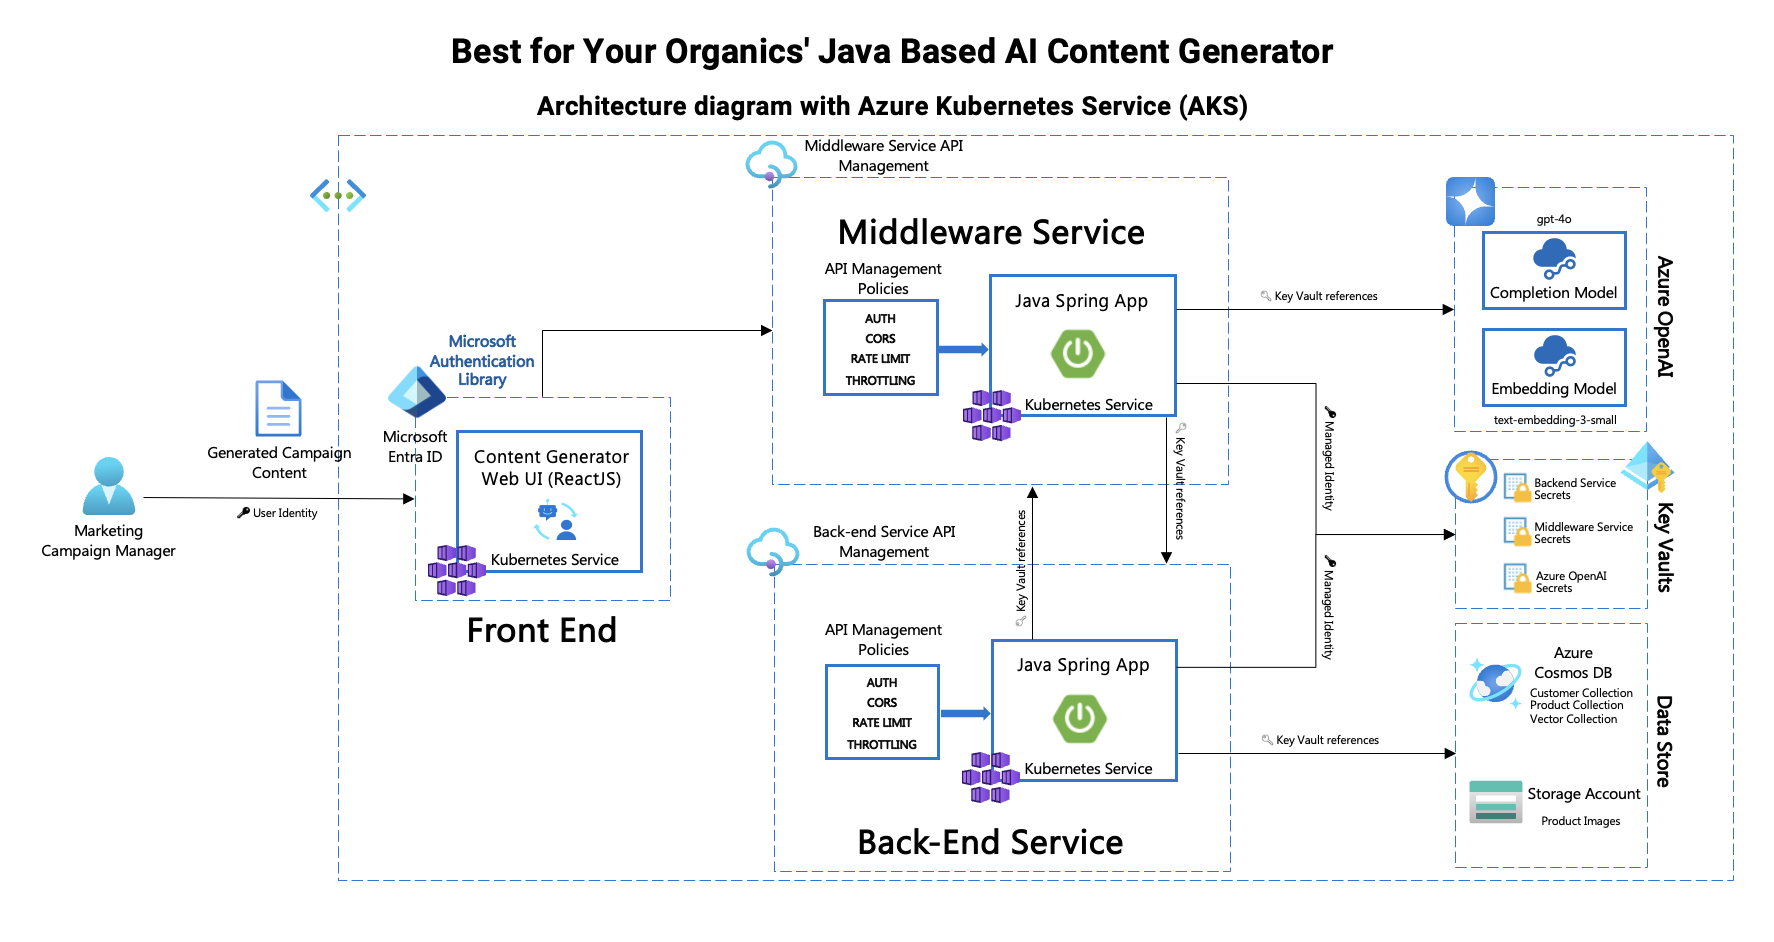 Best for Your Organics' Java Based AI Content Generator
Architecture diagram with Azure Kubernetes Service (AKS)
Middleware Service API
Management
Middleware Service
API Management
Policies
AUTH
CORS
RATE LIMIT
THROTTLING
Java Spring App
Kubernetes Service
Key Vault references
gpt-4o
Completion Model
Embedding Model
text-embedding-3-small
Azure OpenAI
Microsoft
Authentication
Library
Microsoft
Entra ID
Generated Campaign
Content
User Identity
Marketing
Campaign Manager
Content Generator
Web UI (ReactJS)
Kubernetes Service
Front End
Key Vault references
Key Vault references
Managed Identity
Managed Identity
Backend Service
Secrets
Middleware Service
Secrets
Azure OpenAI
Secrets
Key Vaults
Back-end Service API
Management
API Management
Policies
AUTH
CORS
RATE LIMIT
THROTTLING
Java Spring App
Kubernetes Service
Back-End Service
Key Vault references
Azure
Cosmos DB
Customer Collection
Product Collection
Vector Collection
Storage Account
Product Images
Data Store